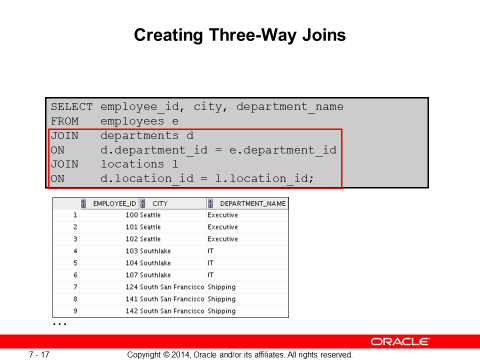 Creating Three-Way Joins
SELECT employee_id, city, department_name
FROM employees e
JOIN departments d
ON d.department_id = e.department_id
JOIN locations l
ON d.location_id = l.location_id;
EMPLOYEE_ID CITY DEPARTMENT_NAME
1 100 Seattle Executive
2 101 Seattle Executive
3 102 Seattle Executive
4 103 Southlake IT
5 104 Southlake IT
6 107 Southlake IT
7 124 South San Francisco Shipping
8 141 South San Francisco Shipping
9 142 South San Francisco Shipping
...
ORACLE
7 - 17 Copyright © 2014, Oracle and/or its affiliates. All rights reserved.